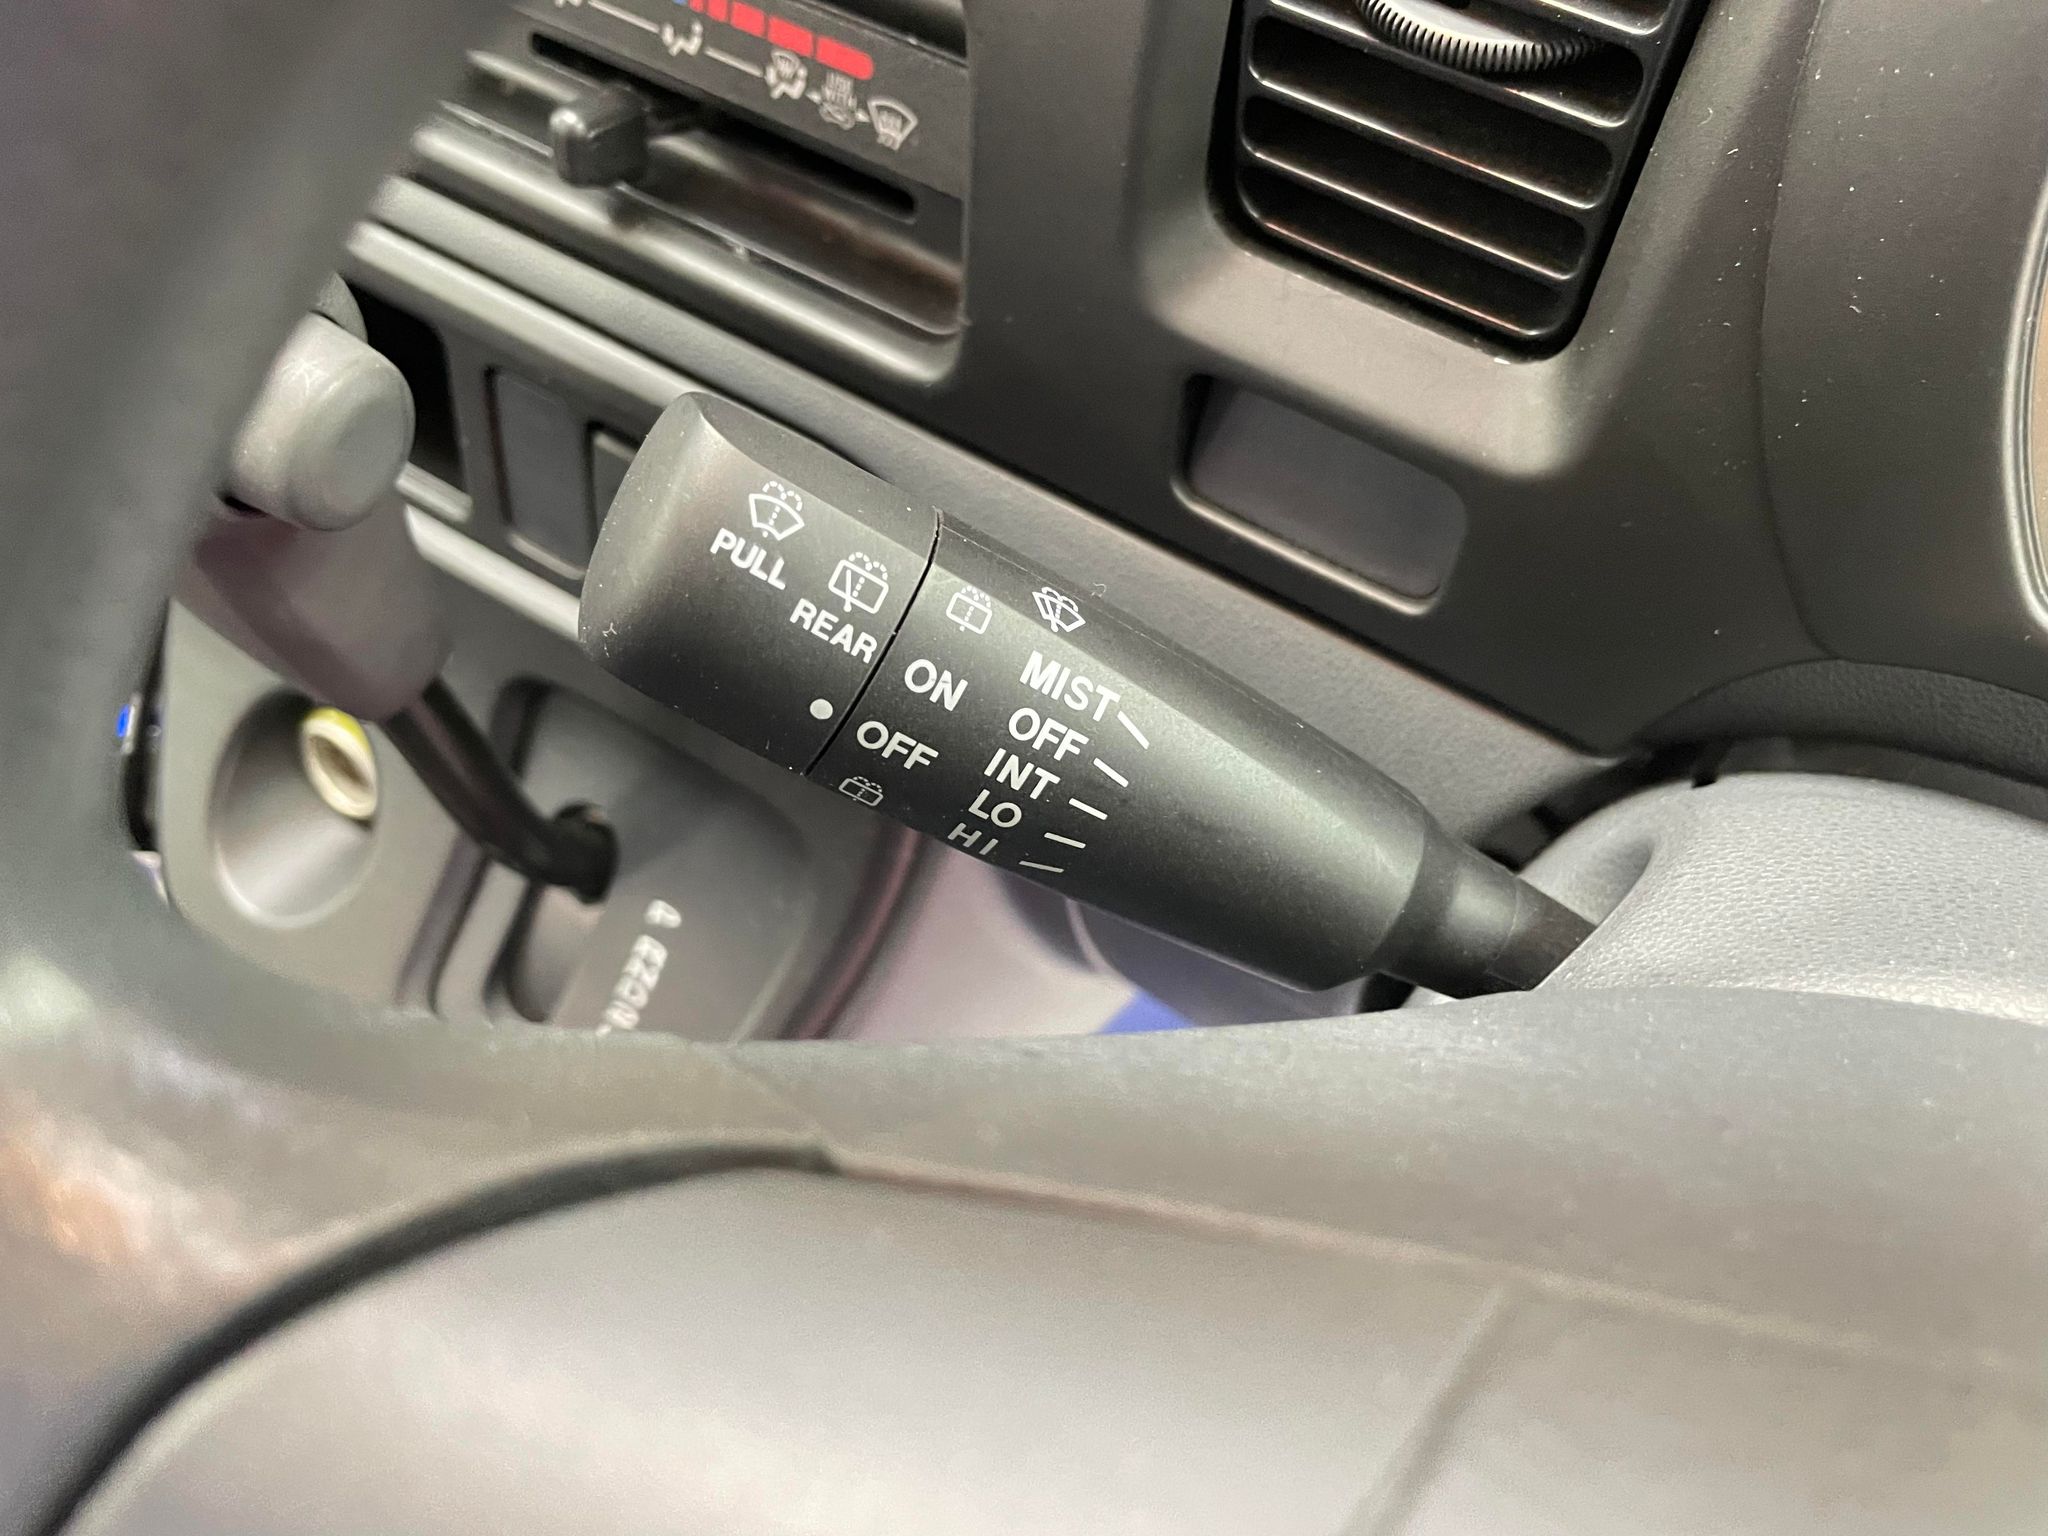 PULL
REAR
ON
OFF
MIST
OFF
INT
LO
HI